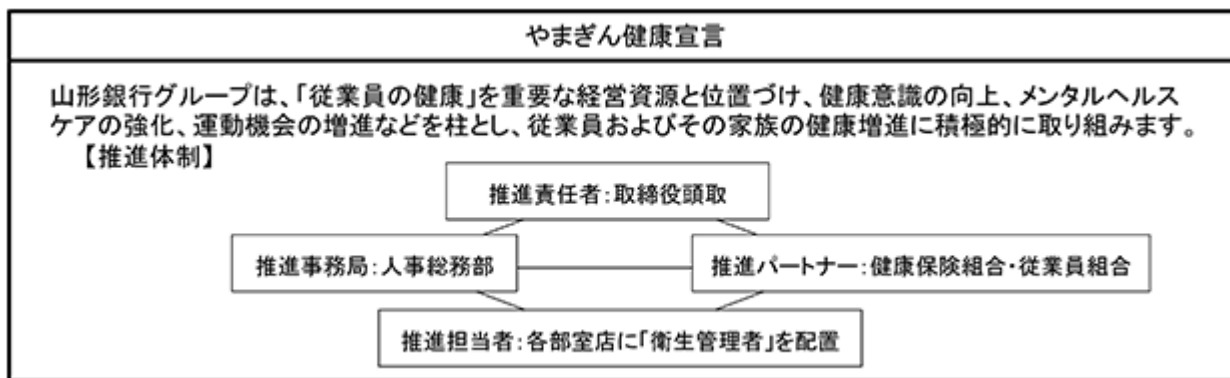 やまぎん健康宣言
山形銀行グループは、「従業員の健康」を重要な経営資源と位置づけ、健康意識の向上、メンタルヘルス
ケアの強化、運動機会の増進などを柱とし、従業員およびその家族の健康増進に積極的に取り組みます。
【推進体制】
推進責任者：取締役頭取
推進事務局：人事総務部
推進パートナー：健康保険組合・従業員組合
推進担当者：各部室店に「衛生管理者」を配置